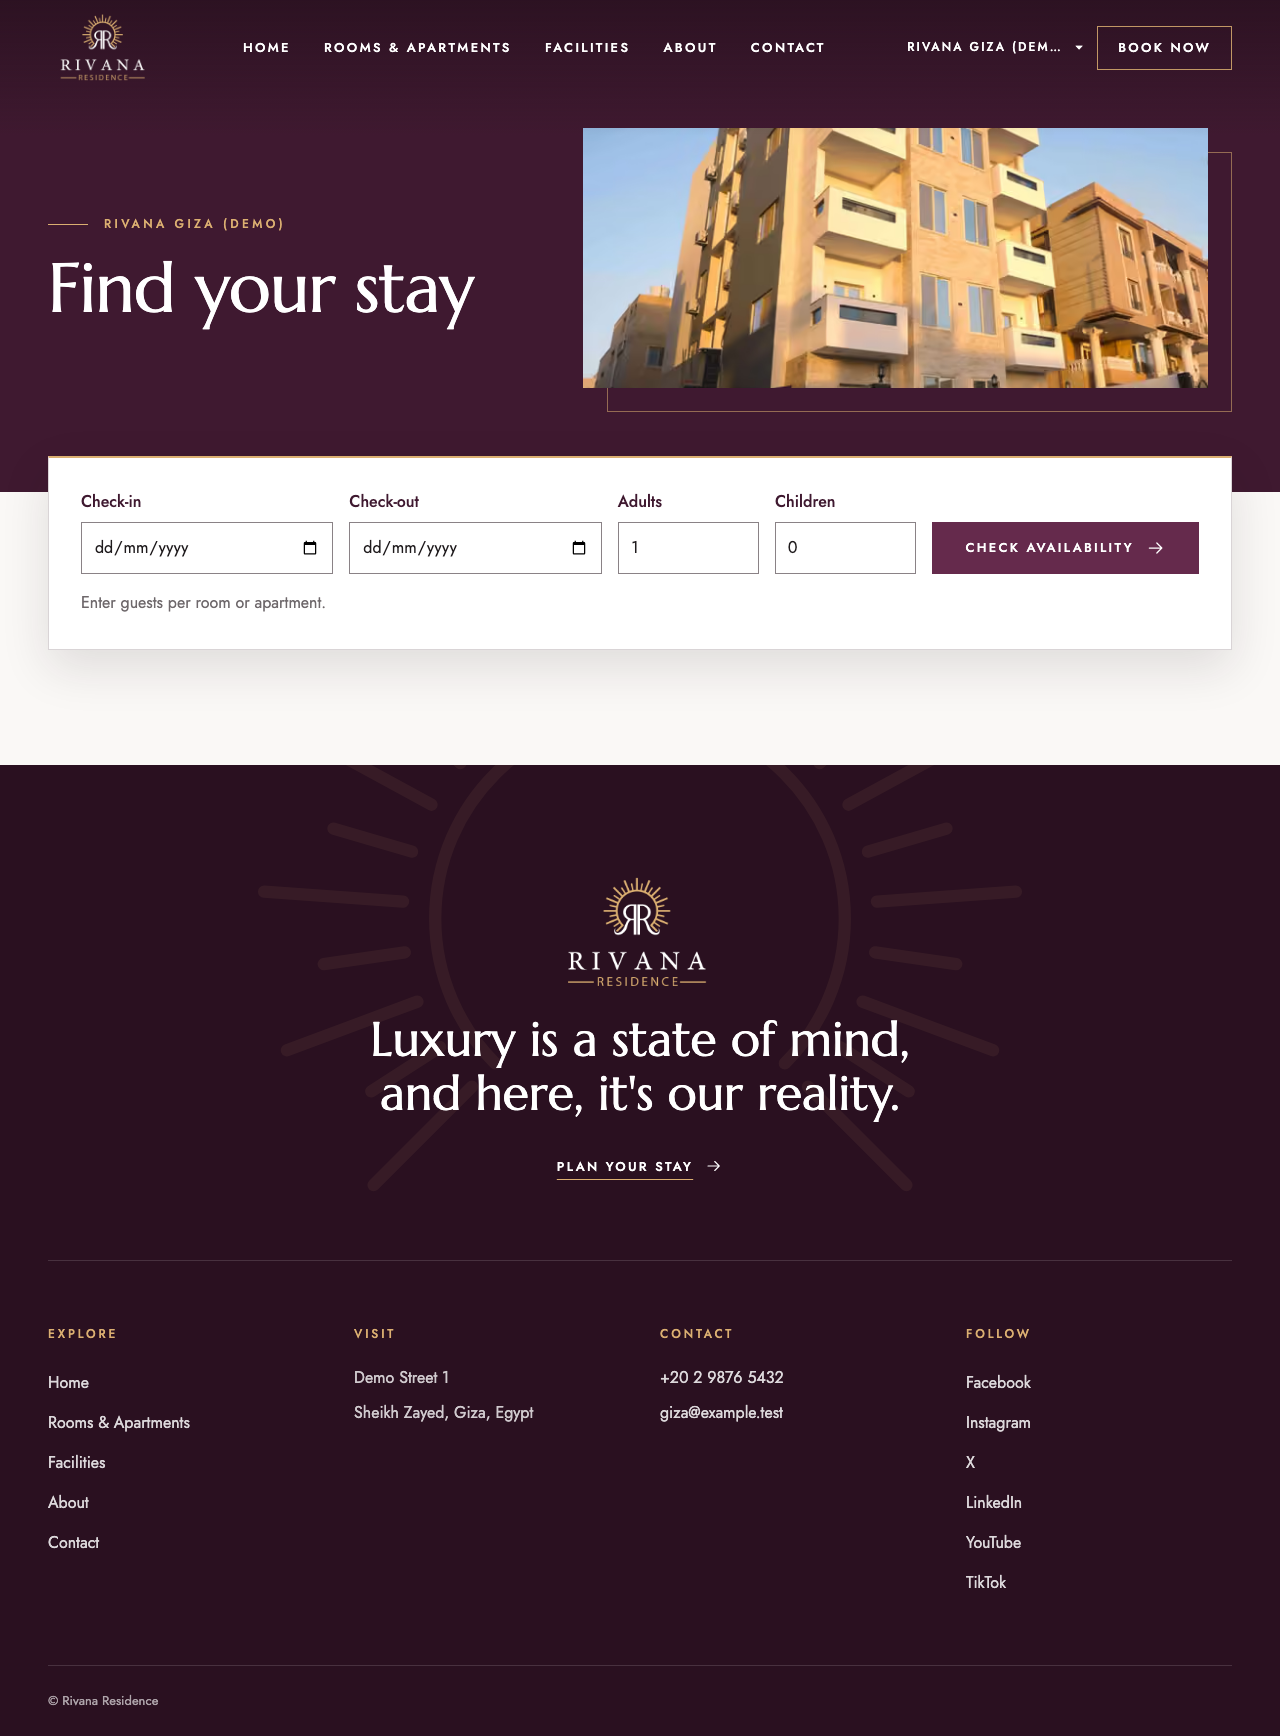 RIVANA
RESIDENCE
HOME
ROOMS & APARTMENTS
FACILITIES
ABOUT
CONTACT
RIVANA GIZA (DEM...
BOOK NOW
RIVANA GIZA (DEMO)
Find your stay
Check-in
Check-out
Adults
Children
dd/mm/yyyy
dd/mm/yyyy
1
0
CHECK AVAILABILITY
Enter guests per room or apartment.
RIVANA
RESIDENCE
Luxury is a state of mind,
and here, it's our reality.
PLAN YOUR STAY
EXPLORE
Home
Rooms & Apartments
Facilities
About
Contact
VISIT
Demo Street 1
Sheikh Zayed, Giza, Egypt
CONTACT
+20 2 9876 5432
giza@example.test
FOLLOW
Facebook
Instagram
X
LinkedIn
YouTube
TikTok
© Rivana Residence